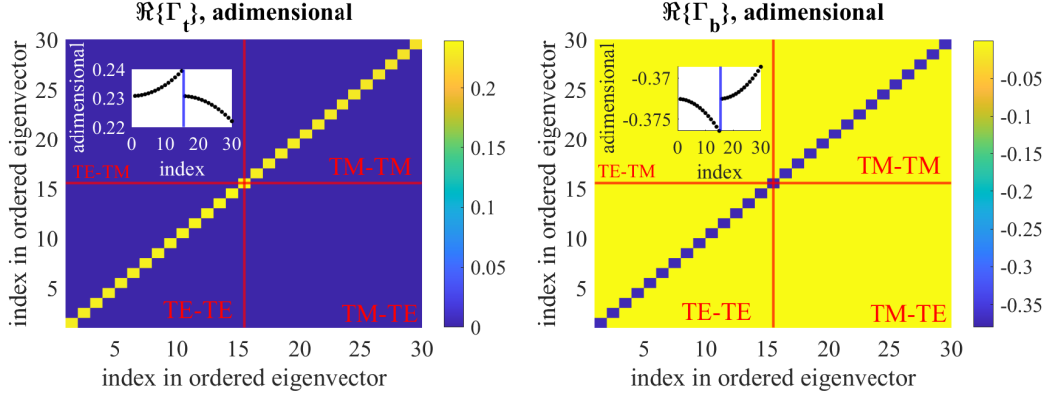 ℜ{Γt}, adimensional
30
25
20
15
10
5
index in ordered eigenvector
5
10
15
20
25
30
index in ordered eigenvector
0.2
0.15
0.1
0.05
0
adimensional
0.24
0.23
0.22
0
10
20
30
index
TE-TM
TM-TM
TE-TE
TM-TE
ℜ{Γb}, adimensional
30
25
20
15
10
5
index in ordered eigenvector
5
10
15
20
25
30
index in ordered eigenvector
-0.05
-0.1
-0.15
-0.2
-0.25
-0.3
-0.35
adimensional
-0.37
-0.375
0
10
20
30
index
TE-TM
TM-TM
TE-TE
TM-TE